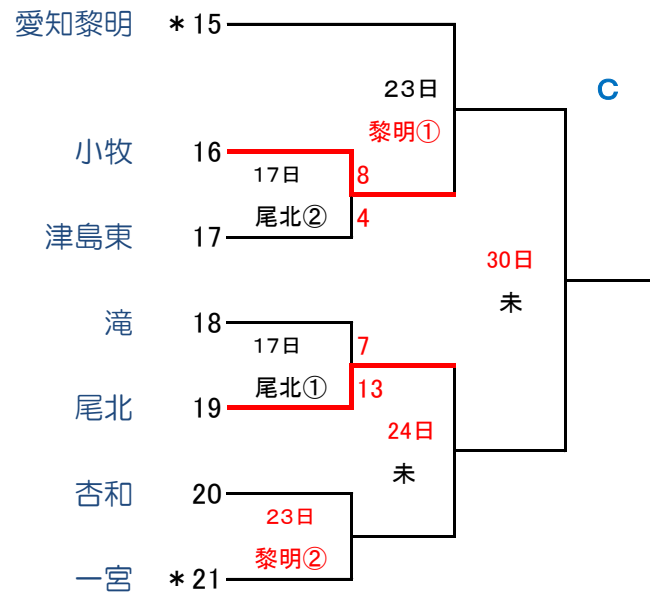 愛知黎明 * 15
23日
C
黎明①
小牧 16
17日
8
尾北②
4
津島東 17
30日
未
滝 18
17日
7
尾北①
13
尾北 19
24日
未
杏和 20
23日
黎明②
一宮 * 21